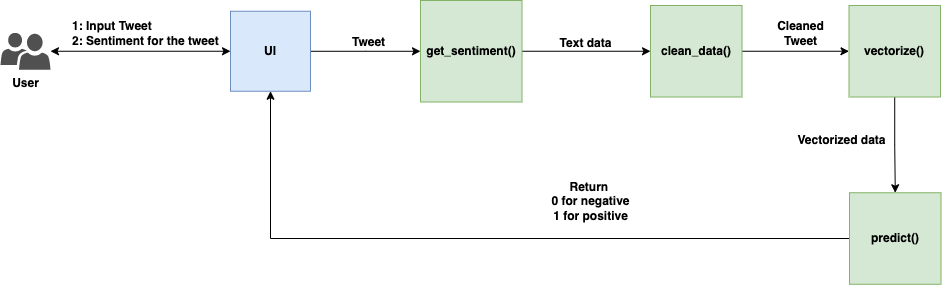 1: Input Tweet
2: Sentiment for the tweet
User
UI
Tweet
get_sentiment()
Text data
clean_data()
Cleaned
Tweet
vectorize()
Vectorized data
predict()
Return
0 for negative
1 for positive